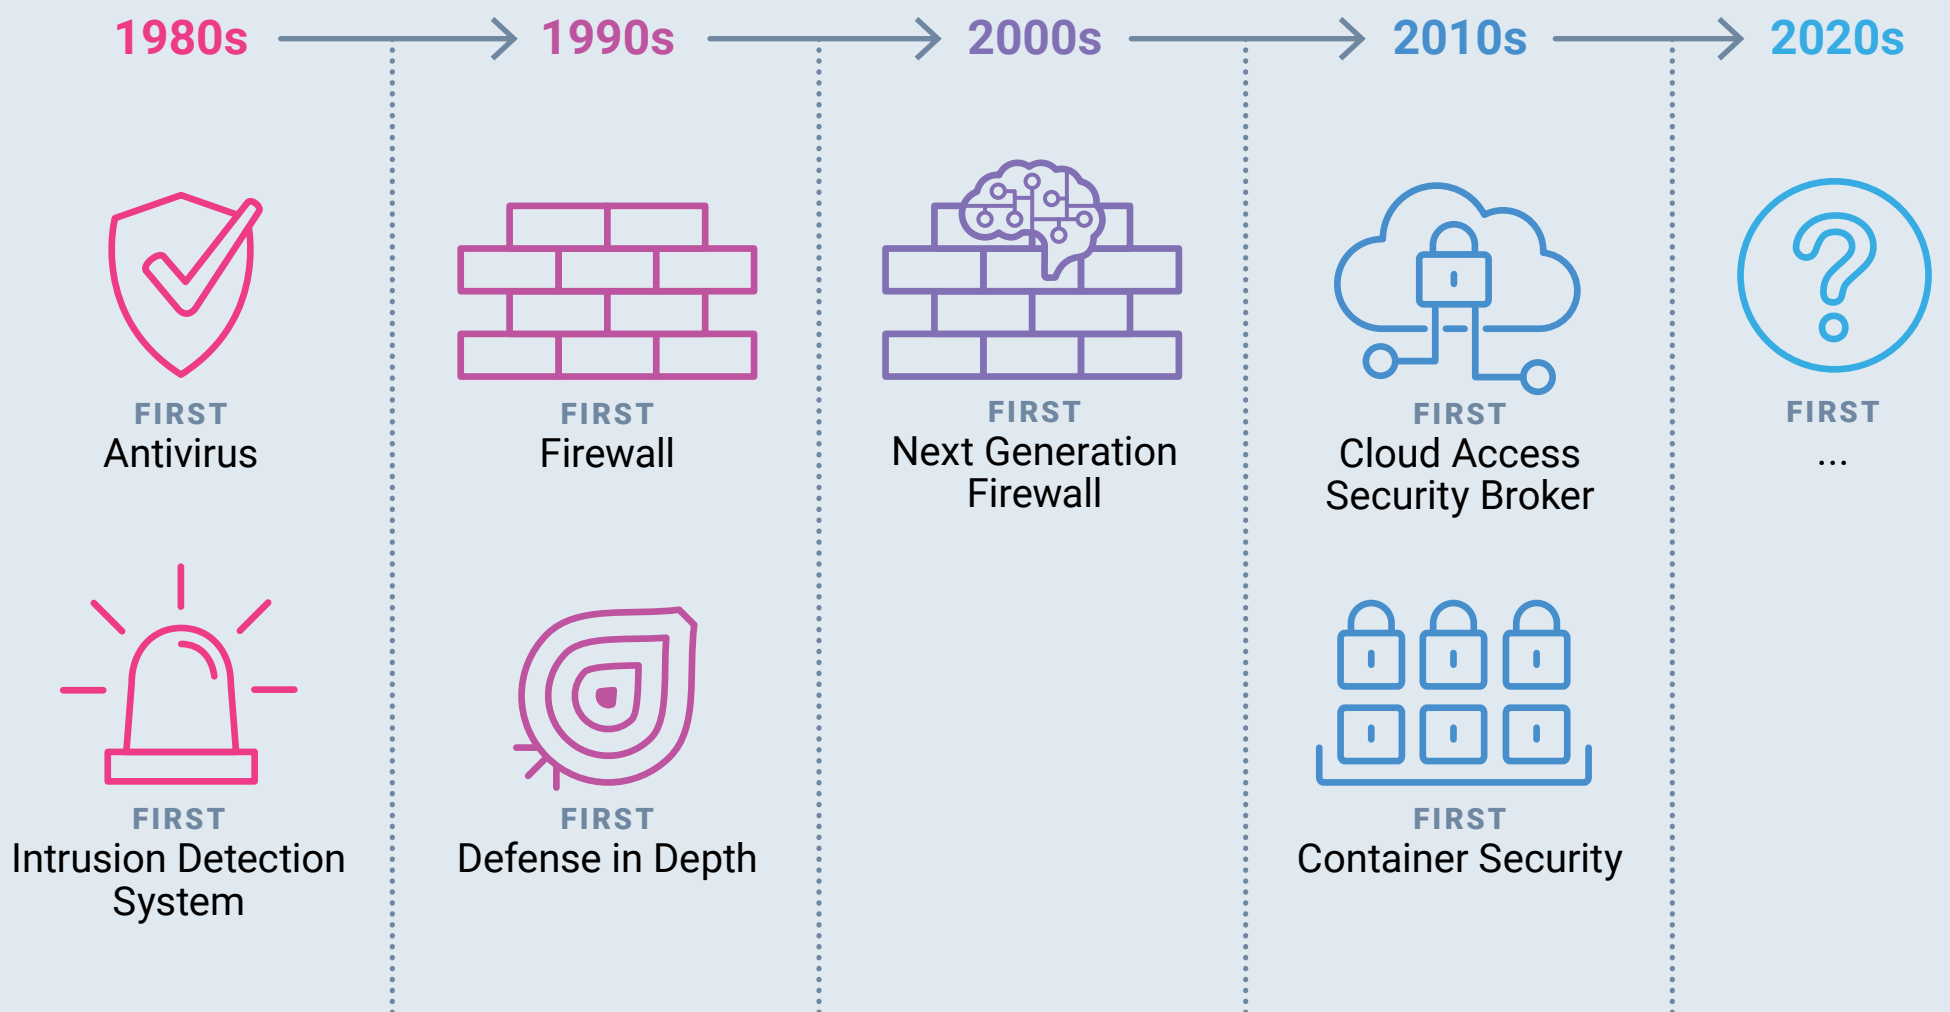 1980s
1990s
2000s
2010s
2020s
FIRST
Antivirus
FIRST
Firewall
FIRST
Next Generation
Firewall
FIRST
Cloud Access
Security Broker
FIRST
...
FIRST
Intrusion Detection
System
FIRST
Defense in Depth
FIRST
Container Security